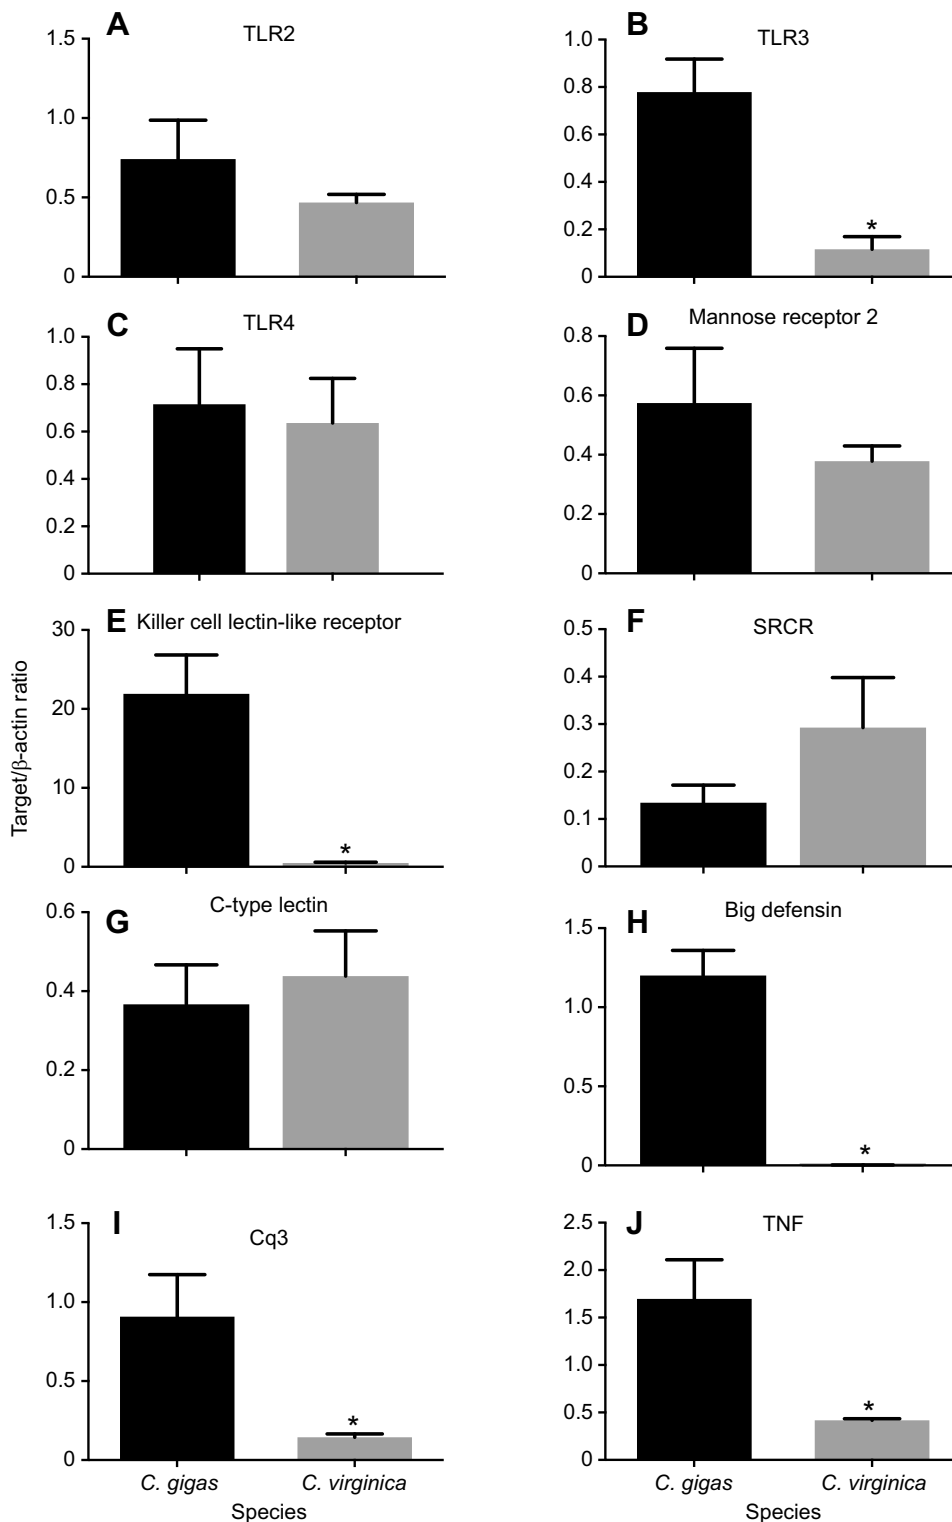 A
TLR2
1.5
1.0
0.5
0
B
TLR3
1.0
0.8
0.6
0.4
0.2
0
*
C
TLR4
1.0
0.8
0.6
0.4
0.2
0
D
Mannose receptor 2
0.8
0.6
0.4
0.2
0
Target/β-actin ratio
E
Killer cell lectin-like receptor
30
20
10
0
*
F
SRCR
0.5
0.4
0.3
0.2
0.1
0
G
C-type lectin
0.6
0.4
0.2
0
H
Big defensin
1.5
1.0
0.5
0
*
I
Cq3
1.5
1.0
0.5
0
*
C. gigas C. virginica
Species
J
TNF
2.5
2.0
1.5
1.0
0.5
0
*
C. gigas C. virginica
Species